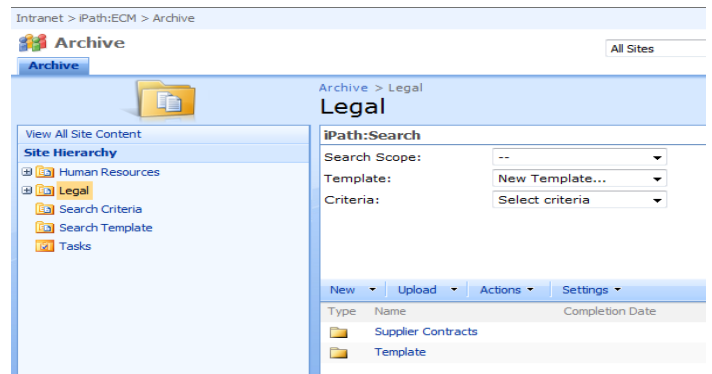 Intranet > iPath:ECM > Archive
Archive
All Sites
Archive
Archive > Legal
Legal
View All Site Content
Site Hierarchy
Human Resources
Legal
Search Criteria
Search Template
Tasks
iPath:Search
Search Scope: --
Template: New Template...
Criteria: Select criteria
New Upload Actions Settings
Type Name Completion Date
Supplier Contracts
Template